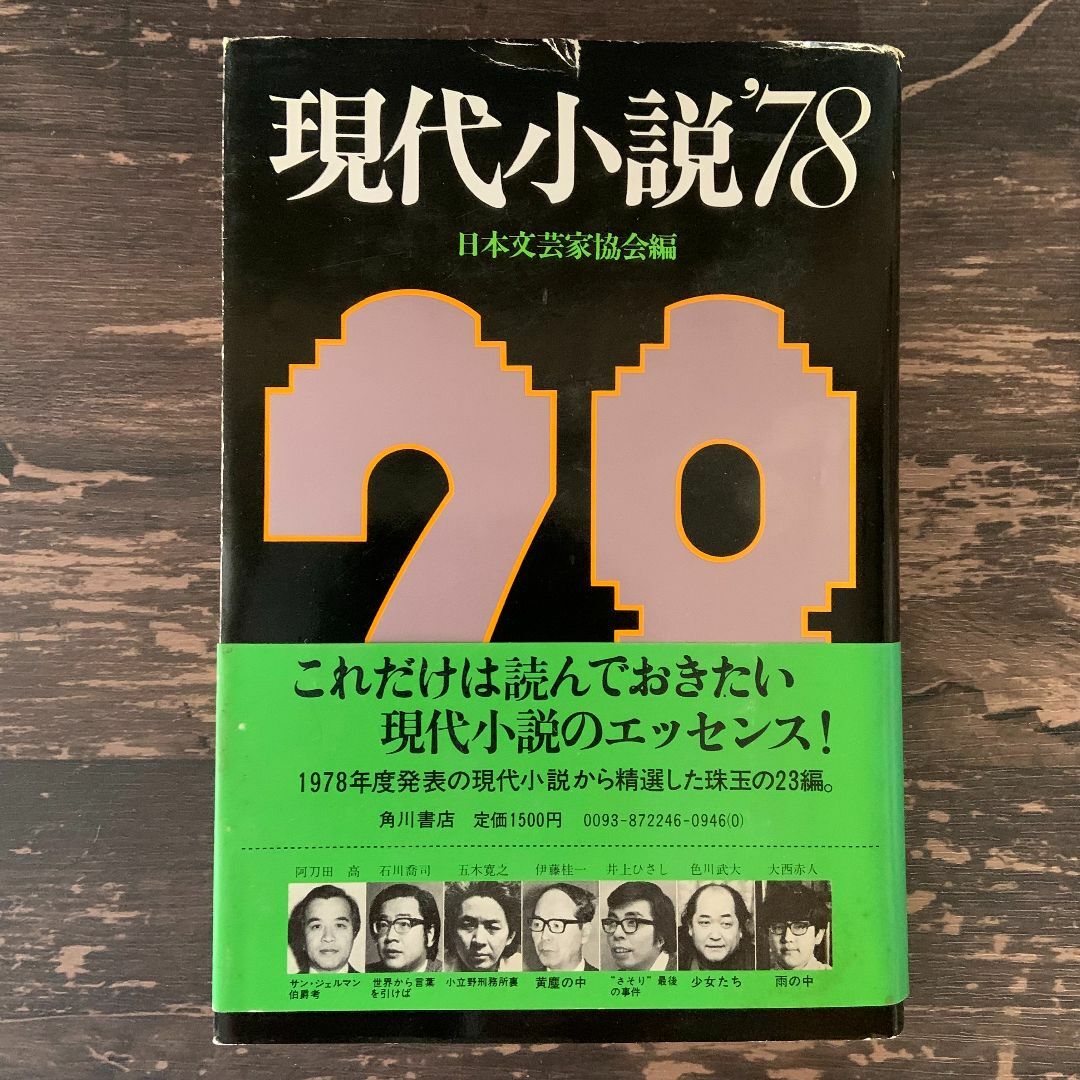 現代小説'78
日本文芸家協会編
78
これだけは読んでおきたい
現代小説のエッセンス!
1978年度発表の現代小説から精選した珠玉の23編。
角川書店 定価1500円 0093-872246-0946(0)
阿刀田 高 石川喬司 五木寛之 伊藤桂一 井上ひさし 色川武大 大西赤人
サン・ジェルマン
伯爵考
世界から言葉
を引けば
小立野刑務所裏
黄塵の中
"さそり"最後
の事件
少女たち
雨の中